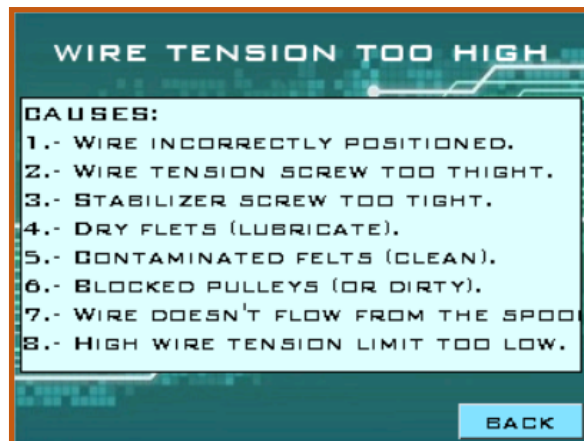 WIRE TENSION TOO HIGH
CAUSES:
1.- WIRE INCORRECTLY POSITIONED.
2.- WIRE TENSION SCREW TOO THIGHT.
3.- STABILIZER SCREW TOO TIGHT.
4.- DRY FLETS (LUBRICATE).
5.- CONTAMINATED FELTS (CLEAN).
6.- BLOCKED PULLEYS (OR DIRTY).
7.- WIRE DOESN'T FLOW FROM THE
8.- HIGH WIRE TENSION LIMIT TOO LOW.
BACK